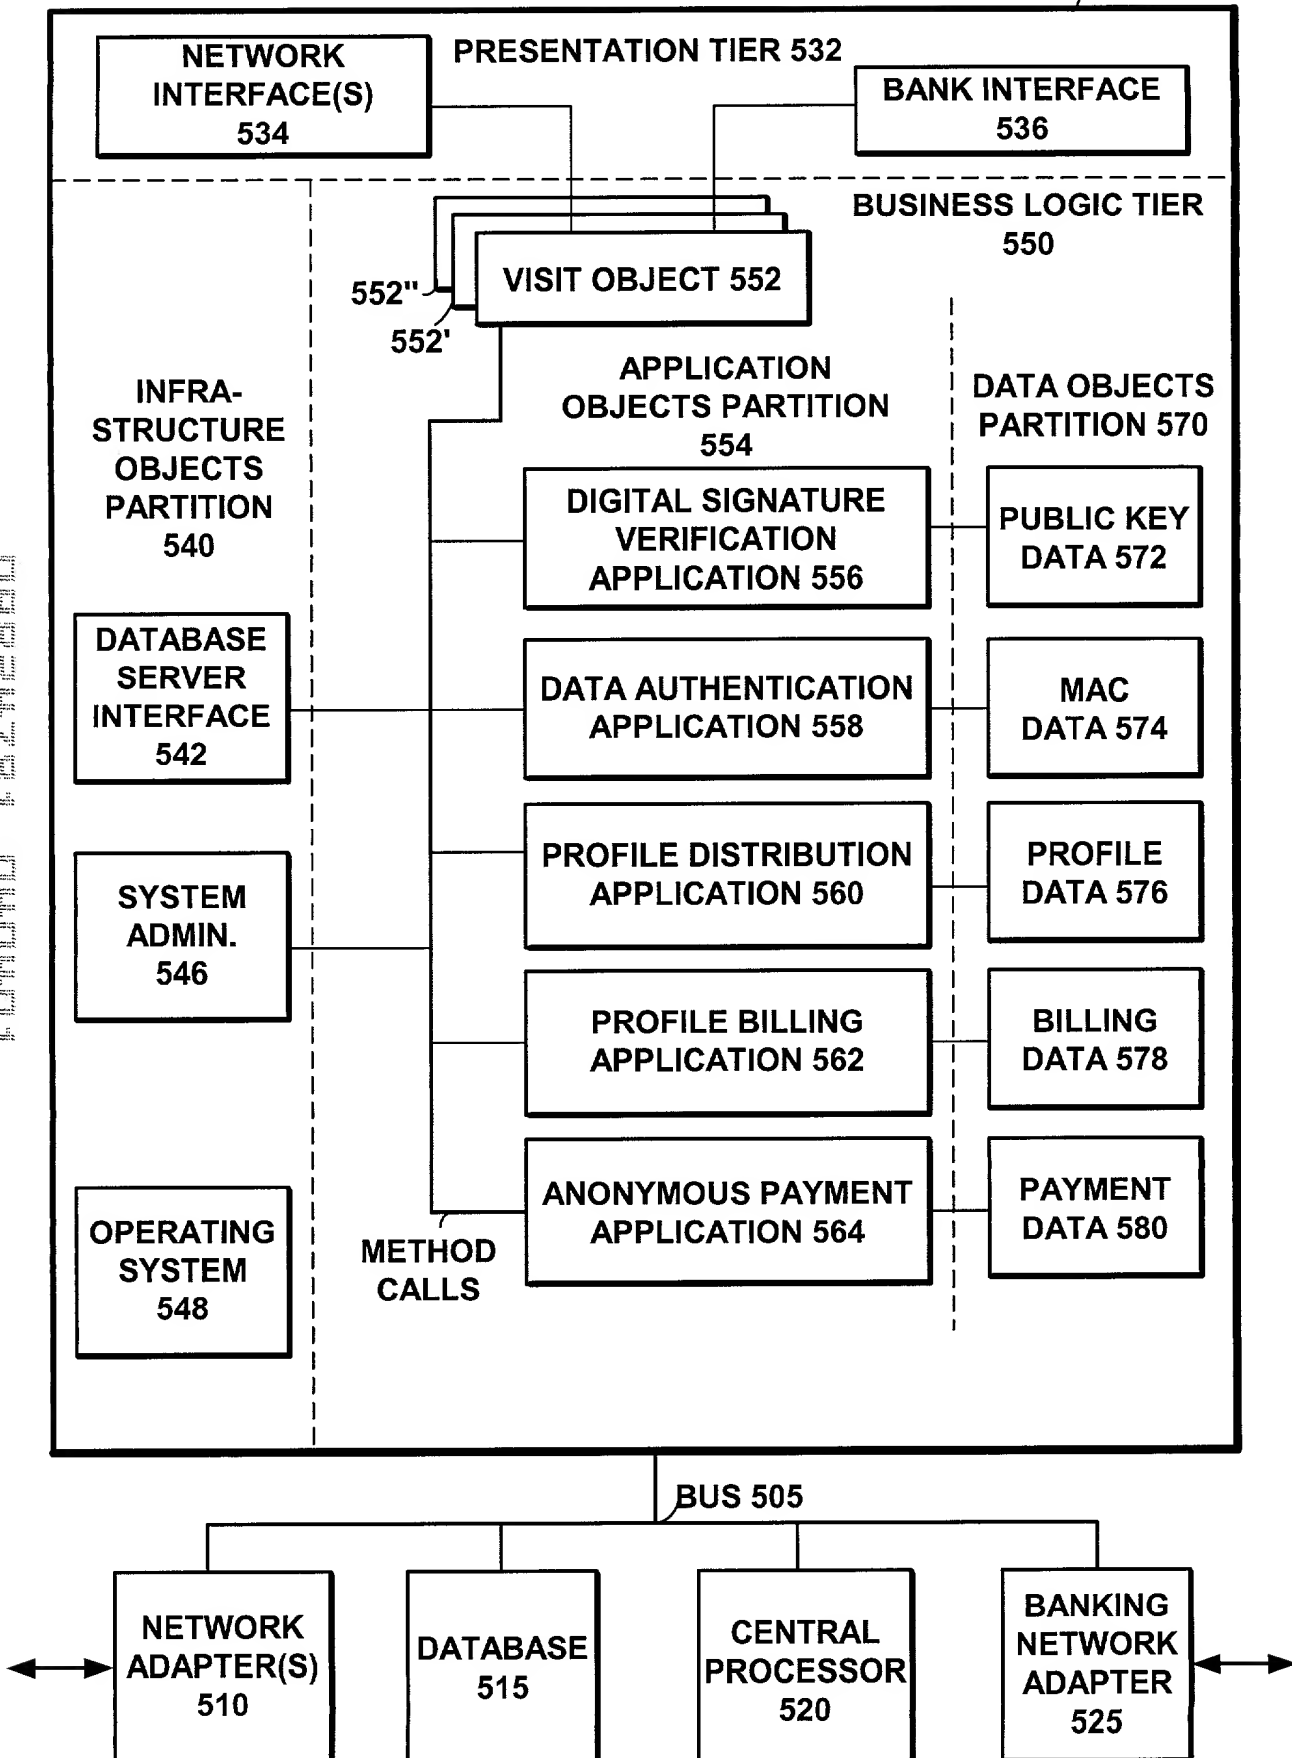 NETWORK
INTERFACE(S)
534
PRESENTATION TIER 532
BANK INTERFACE
536
BUSINESS LOGIC TIER
550
VISIT OBJECT 552
552"
552'
INFRA-
STRUCTURE
OBJECTS
PARTITION
540
APPLICATION
OBJECTS PARTITION
554
DATA OBJECTS
PARTITION 570
DIGITAL SIGNATURE
VERIFICATION
APPLICATION 556
PUBLIC KEY
DATA 572
DATABASE
SERVER
INTERFACE
542
DATA AUTHENTICATION
APPLICATION 558
MAC
DATA 574
PROFILE DISTRIBUTION
APPLICATION 560
PROFILE
DATA 576
SYSTEM
ADMIN.
546
PROFILE BILLING
APPLICATION 562
BILLING
DATA 578
ANONYMOUS PAYMENT
APPLICATION 564
PAYMENT
DATA 580
OPERATING
SYSTEM
548
METHOD
CALLS
BUS 505
NETWORK
ADAPTER(S)
510
DATABASE
515
CENTRAL
PROCESSOR
520
BANKING
NETWORK
ADAPTER
525